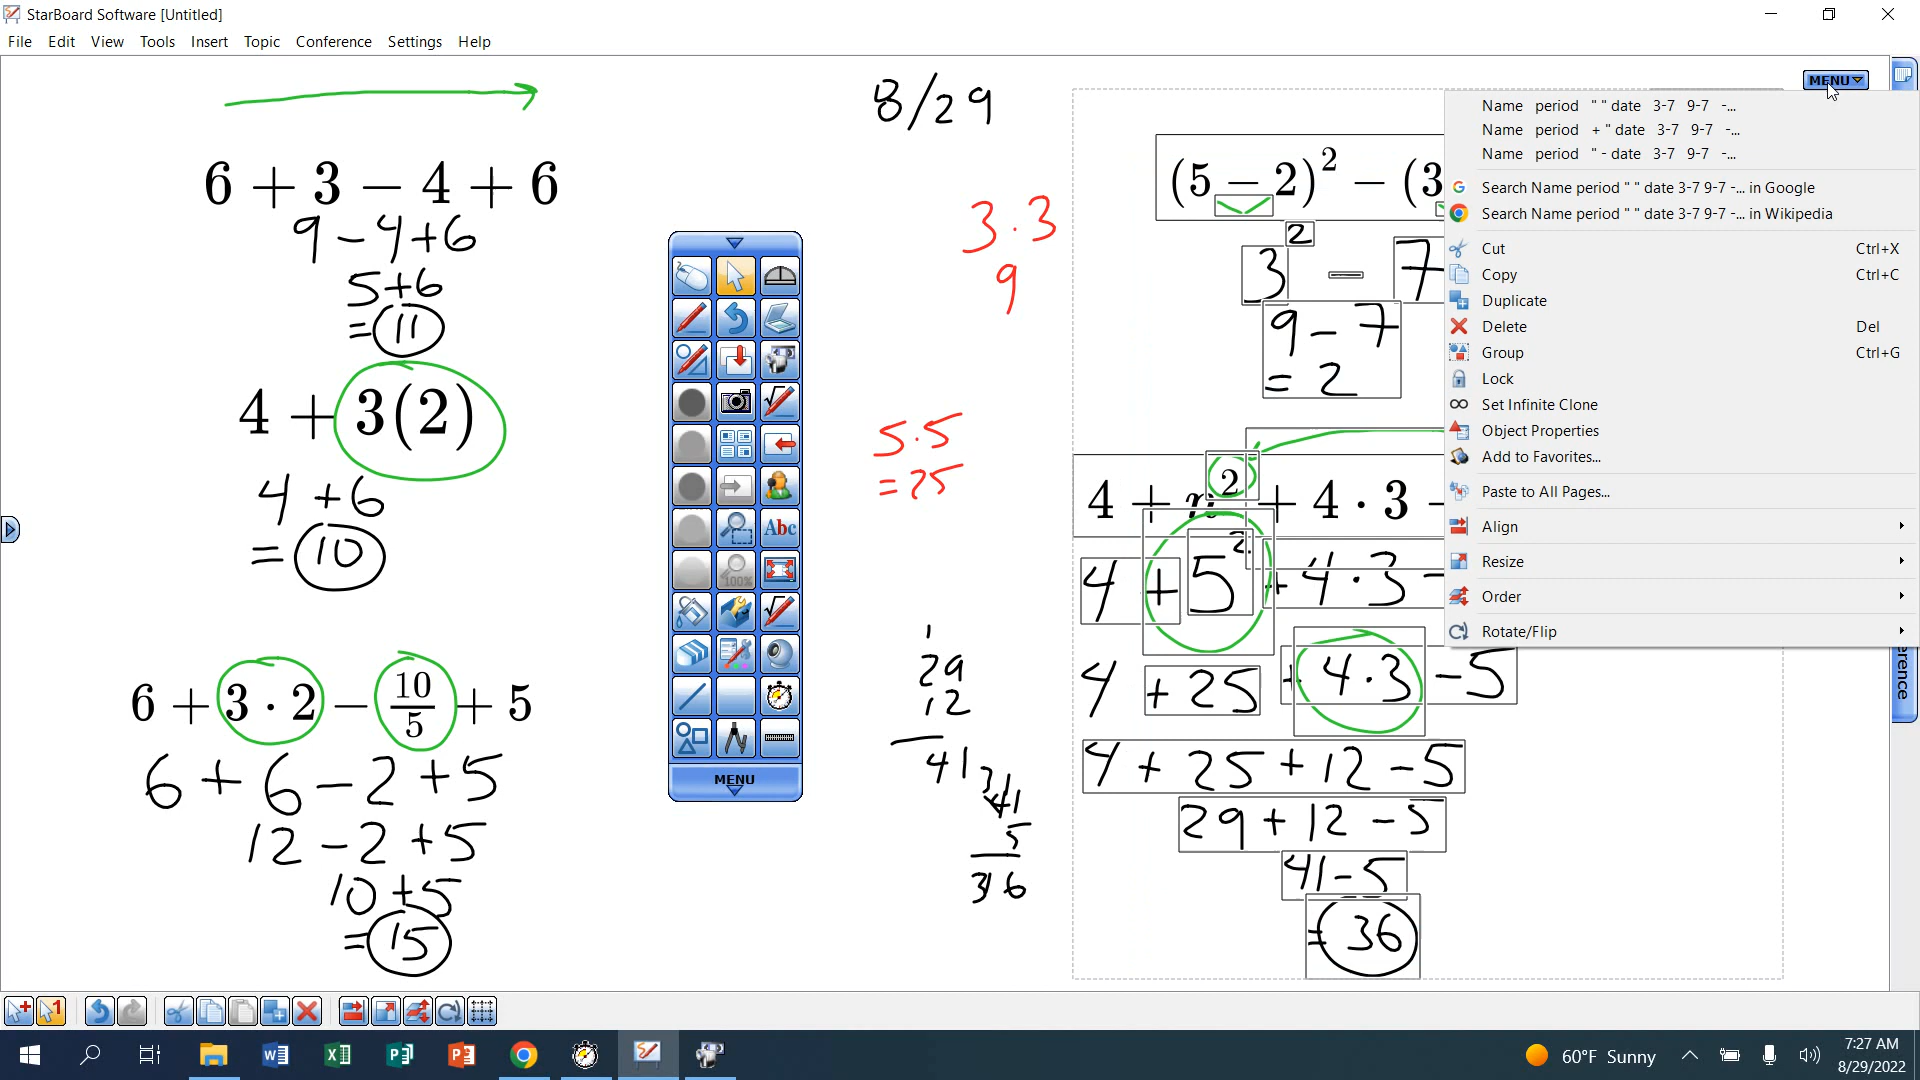 StarBoard Software [Untitled]
File Edit View Tools Insert Topic Conference Settings Help
6 + 3 − 4 + 6
9 − 4 + 6
5 + 6
= 11
4 + 3(2)
4 + 6
= 10
6 + 3 · 2 − 10/5 + 5
6 + 6 − 2 + 5
12 − 2 + 5
10 + 5
= 15
100%
Abc
MENU
8/29
3 · 3
9
5 · 5
= 25
1
29
12
41
3 11
41
5
36
(5 − 2)² − (3
3² − 7
9 − 7
= 2
4 + n² + 4 · 3 −
4 + 5² + 4 · 3 −
4 + 25 + 4 · 3 − 5
4 + 25 + 12 − 5
29 + 12 − 5
41 − 5
= 36
MENU
Name period " " date 3-7 9-7 -...
Name period + " date 3-7 9-7 -...
Name period " - date 3-7 9-7 -...
Search Name period " " date 3-7 9-7 -... in Google
Search Name period " " date 3-7 9-7 -... in Wikipedia
Cut Ctrl+X
Copy Ctrl+C
Duplicate
Delete Del
Group Ctrl+G
Lock
Set Infinite Clone
Object Properties
Add to Favorites...
Paste to All Pages...
Align
Resize
Order
Rotate/Flip
erence
60°F Sunny
7:27 AM
8/29/2022